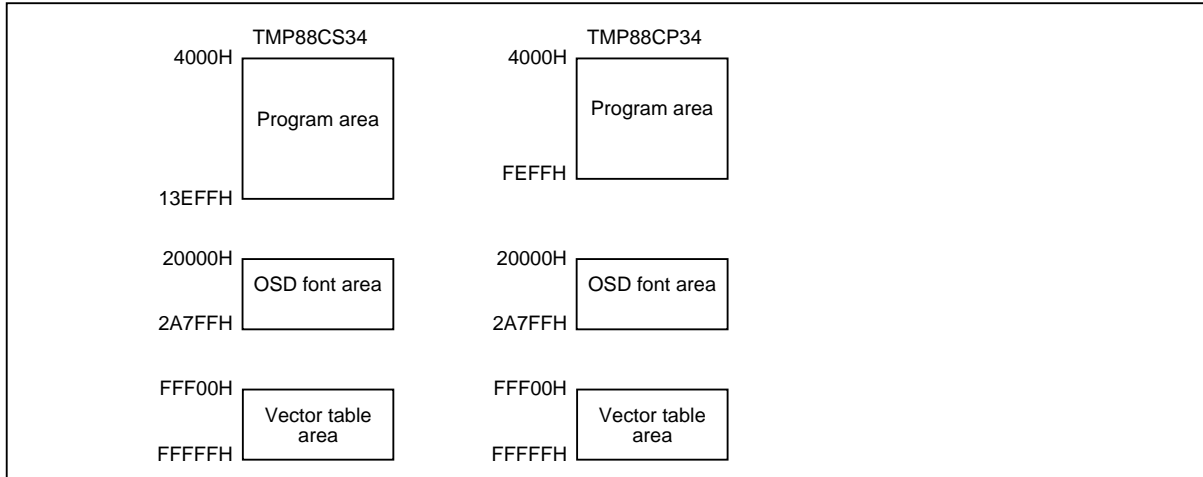 TMP88CS34
4000H
Program area
13EFFH
20000H
OSD font area
2A7FFH
FFF00H
Vector table
area
FFFFFH
TMP88CP34
4000H
Program area
FEFFH
20000H
OSD font area
2A7FFH
FFF00H
Vector table
area
FFFFFH